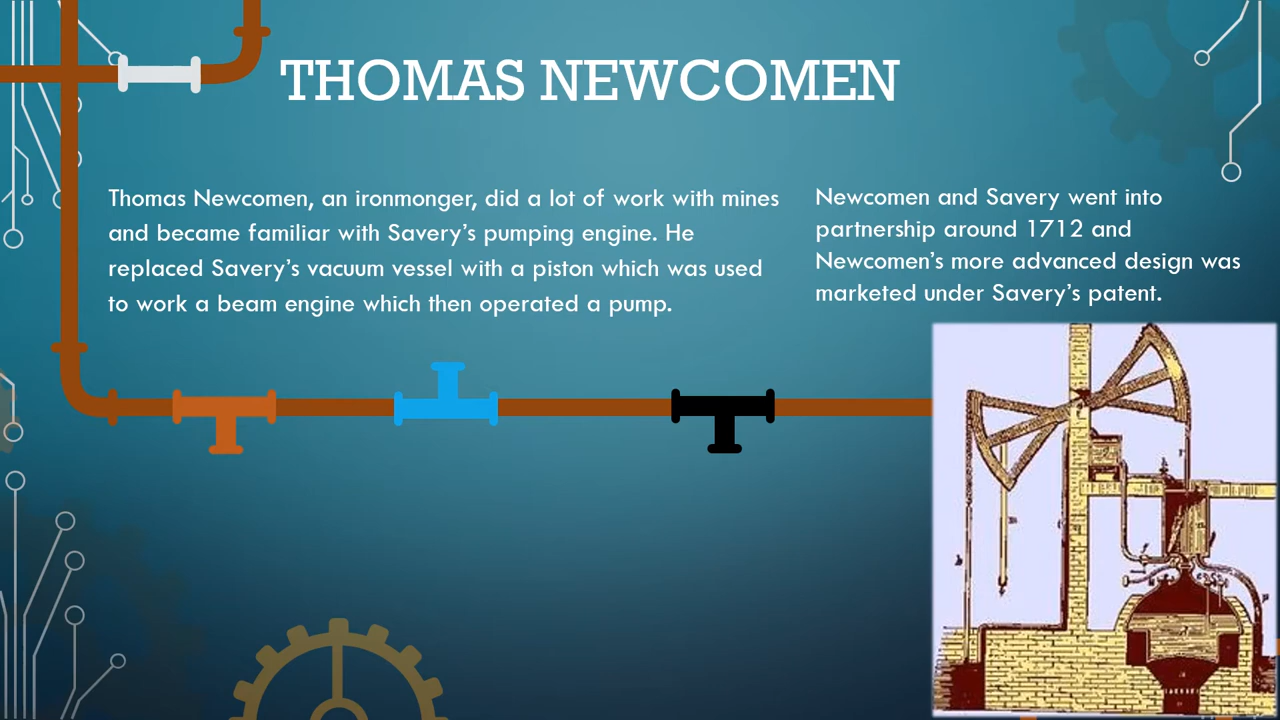 THOMAS NEWCOMEN
Thomas Newcomen, an ironmonger, did a lot of work with mines
and became familiar with Savery’s pumping engine. He
replaced Savery’s vacuum vessel with a piston which was used
to work a beam engine which then operated a pump.
Newcomen and Savery went into
partnership around 1712 and
Newcomen’s more advanced design was
marketed under Savery’s patent.